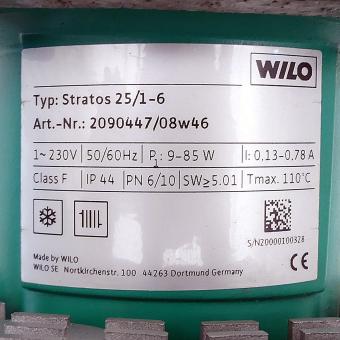 WILO
Typ: Stratos 25/1-6
Art.-Nr.: 2090447/08w46
1~230V 50/60Hz P1: 9-85 W I: 0,13-0,78 A
Class F IP 44 PN 6/10 SW≥5.01 Tmax. 110°C
S/N20000100328
Made by WILO
WILO SE Nortkirchenstr. 100 44263 Dortmund Germany
CE